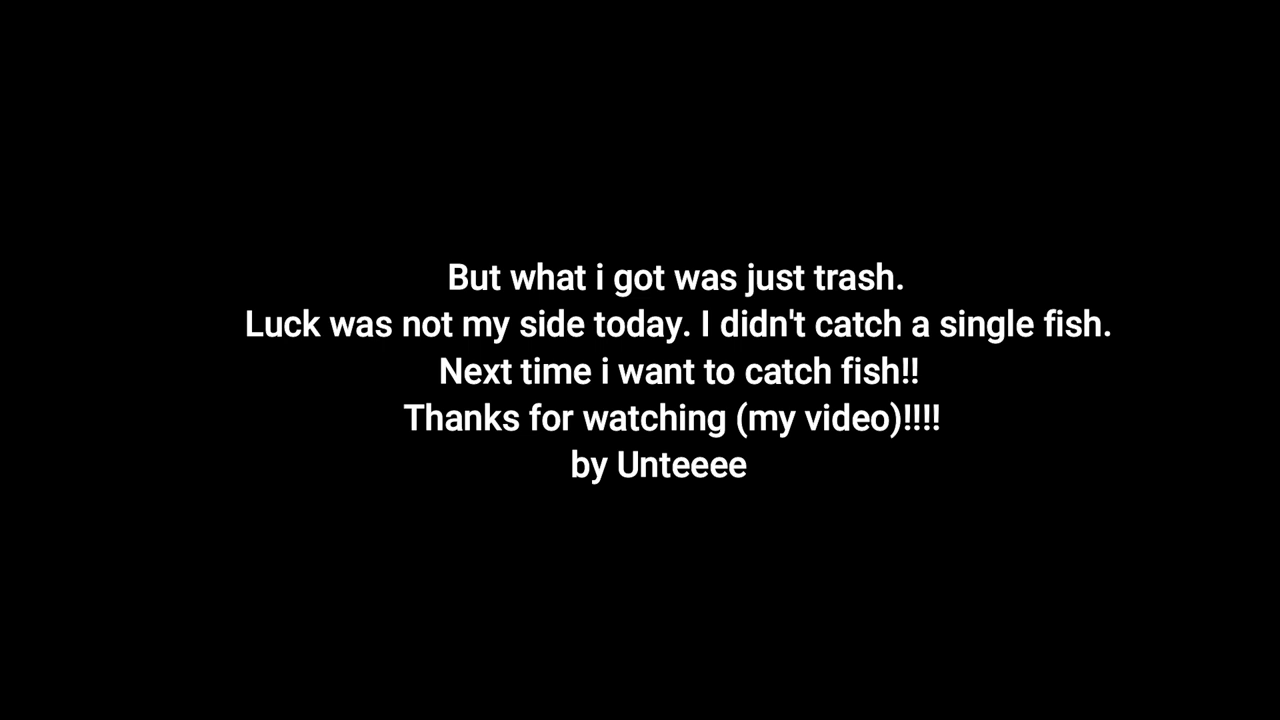 But what i got was just trash.
Luck was not my side today. I didn't catch a single fish.
Next time i want to catch fish!!
Thanks for watching (my video)!!!!
by Unteeee